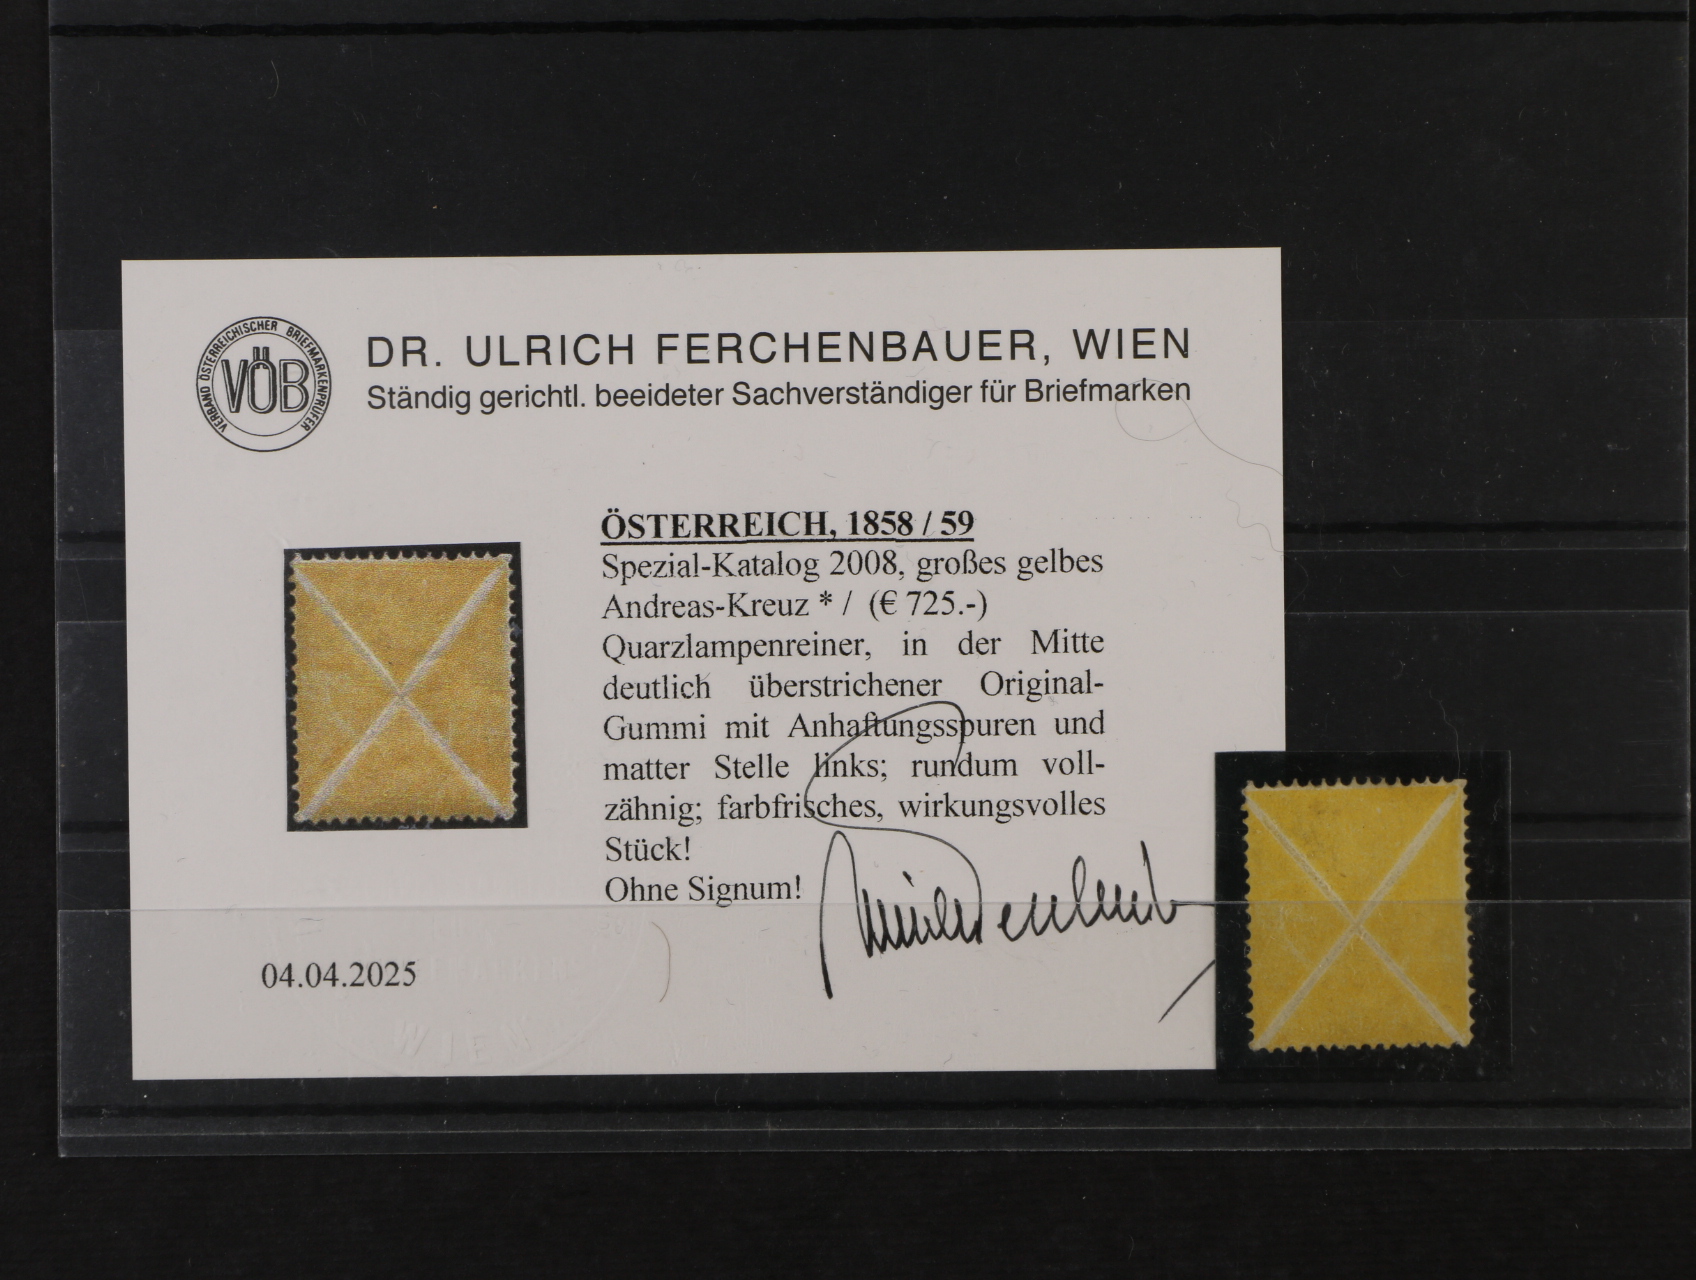 VERBAND ÖSTERREICHISCHER BRIEFMARKENPRÜFER
VÖB
DR. ULRICH FERCHENBAUER, WIEN
Ständig gerichtl. beeideter Sachverständiger für Briefmarken
ÖSTERREICH, 1858 / 59
Spezial-Katalog 2008, großes gelbes
Andreas-Kreuz * / (€ 725.-)
Quarzlampenreiner, in der Mitte
deutlich überstrichener Original-
Gummi mit Anhaftungsspuren und
matter Stelle links; rundum voll-
zähnig; farbfrisches, wirkungsvolles
Stück!
Ohne Signum!
04.04.2025
WIEN